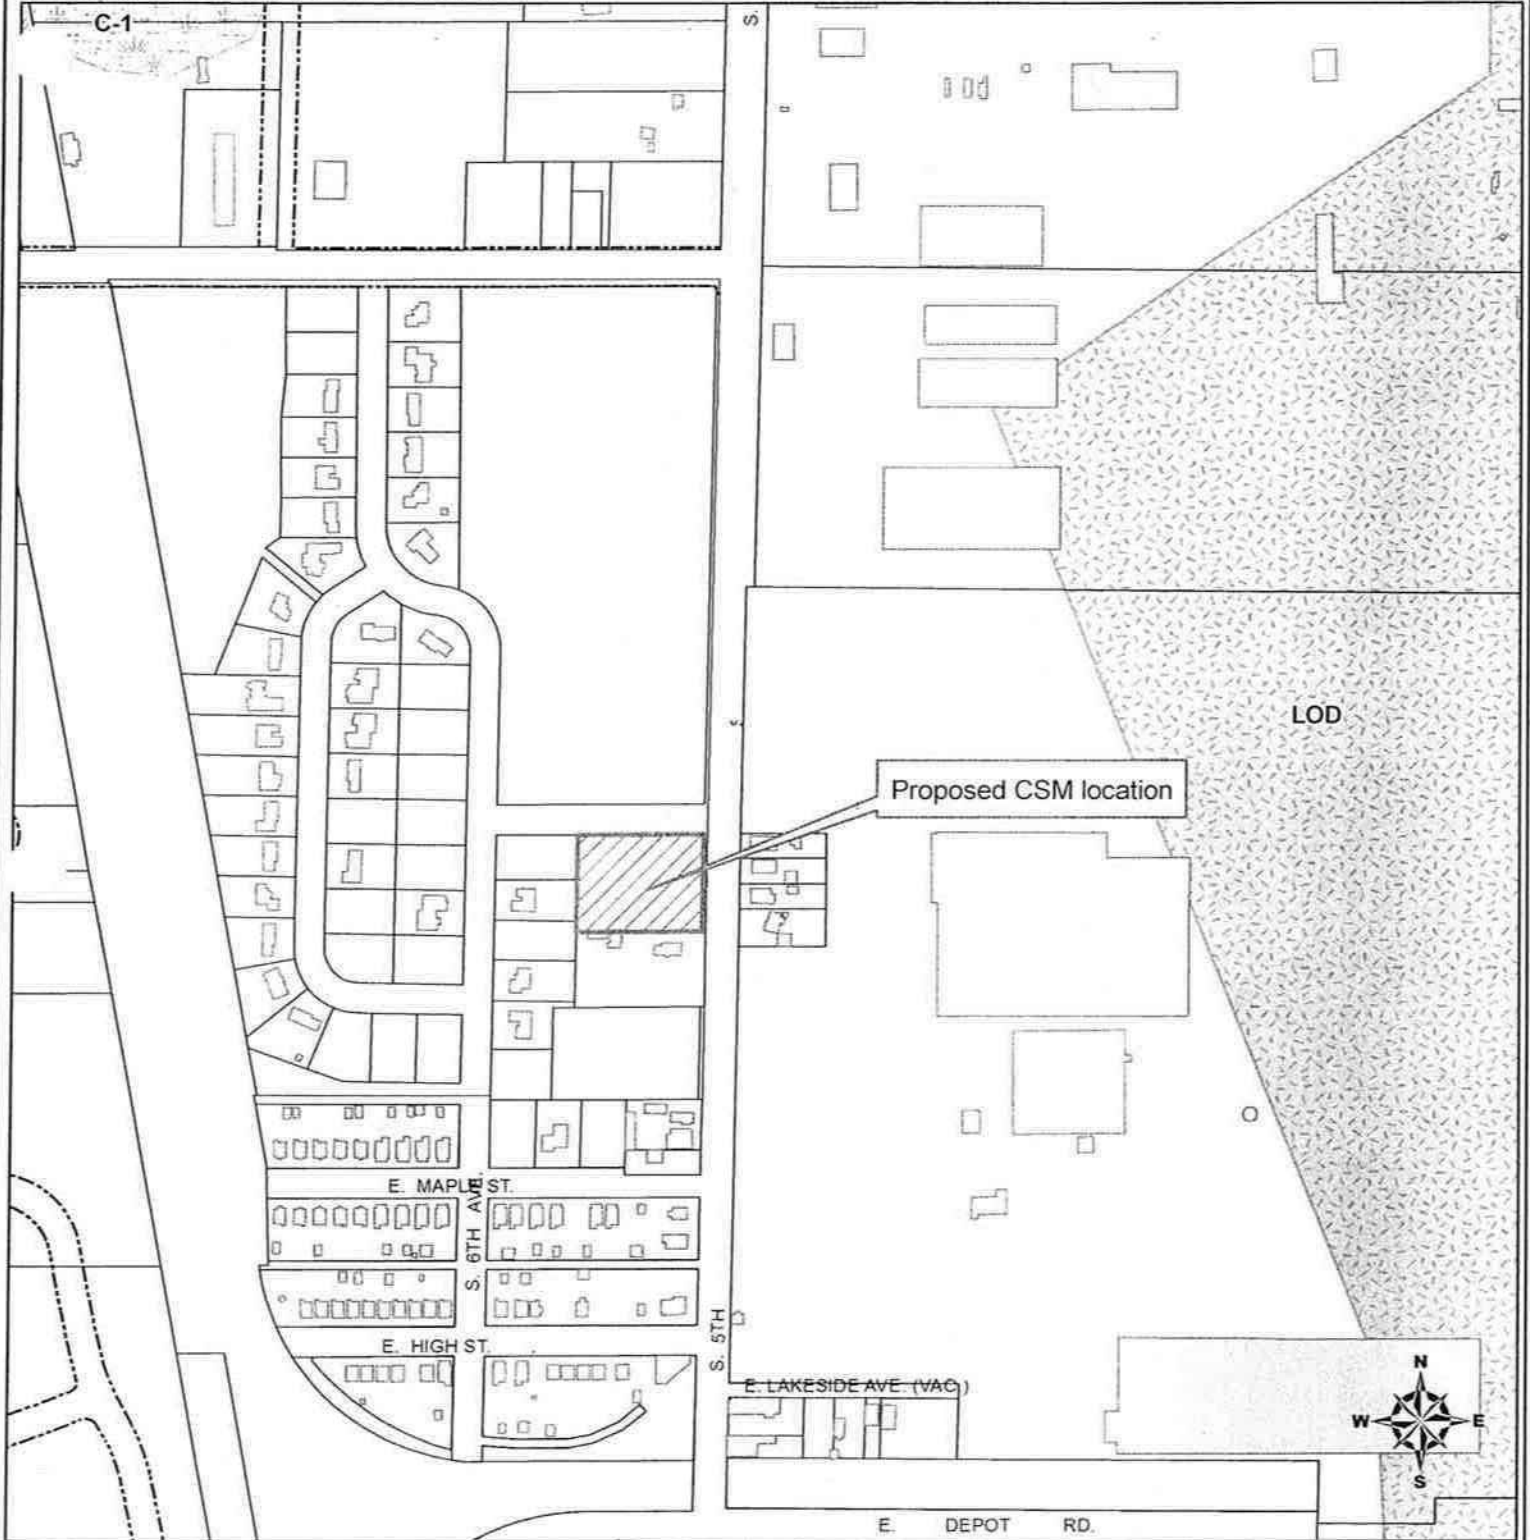 C-1
S.
LOD
Proposed CSM location
E. MAPLE ST.
S. 6TH AVE.
E. HIGH ST.
S. 5TH
E. LAKESIDE AVE. (VAC.)
N
W E
S
E. DEPOT RD.